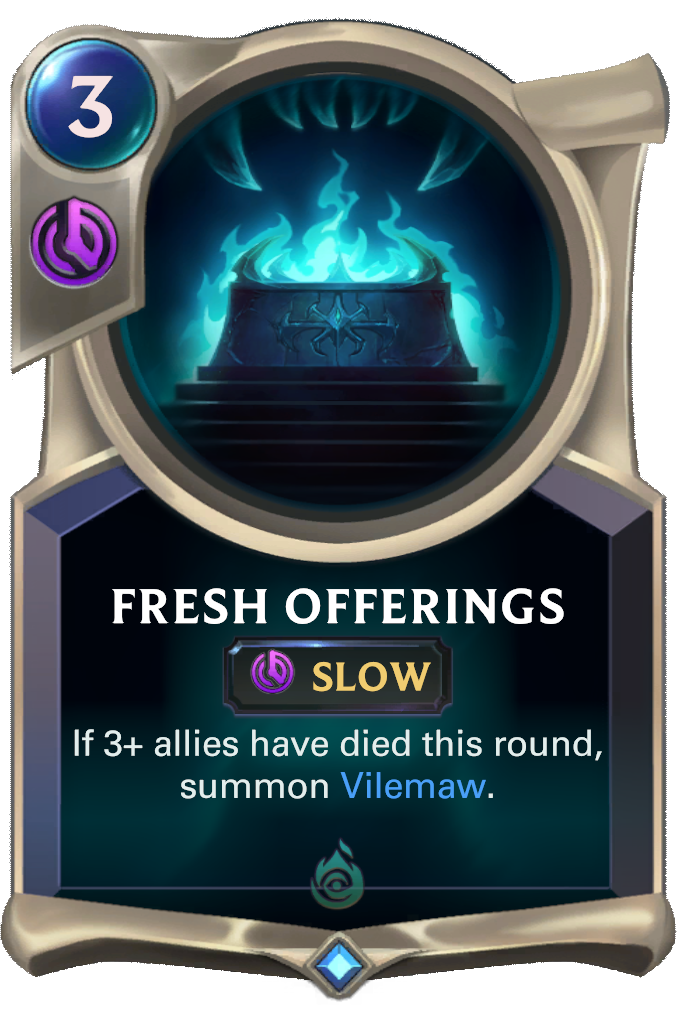 3
FRESH OFFERINGS
SLOW
If 3+ allies have died this round,
summon Vilemaw.